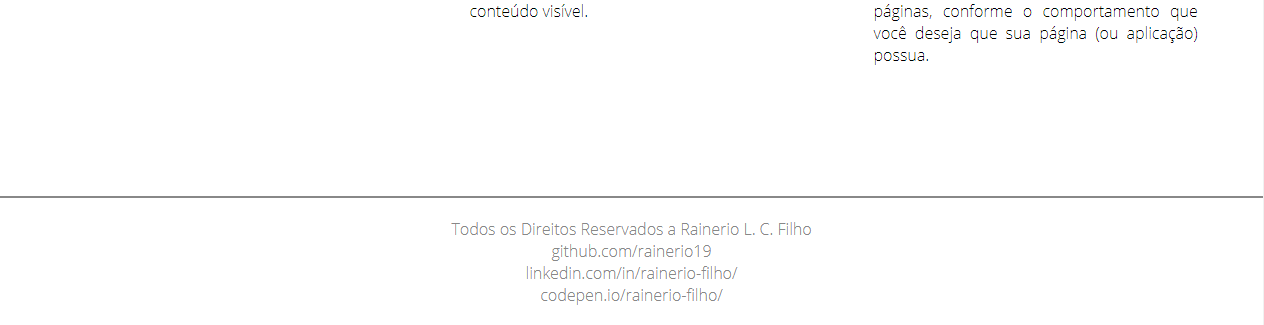 conteúdo visível.
páginas, conforme o comportamento que
você deseja que sua página (ou aplicação)
possua.
Todos os Direitos Reservados a Rainerio L. C. Filho
github.com/rainerio19
linkedin.com/in/rainerio-filho/
codepen.io/rainerio-filho/